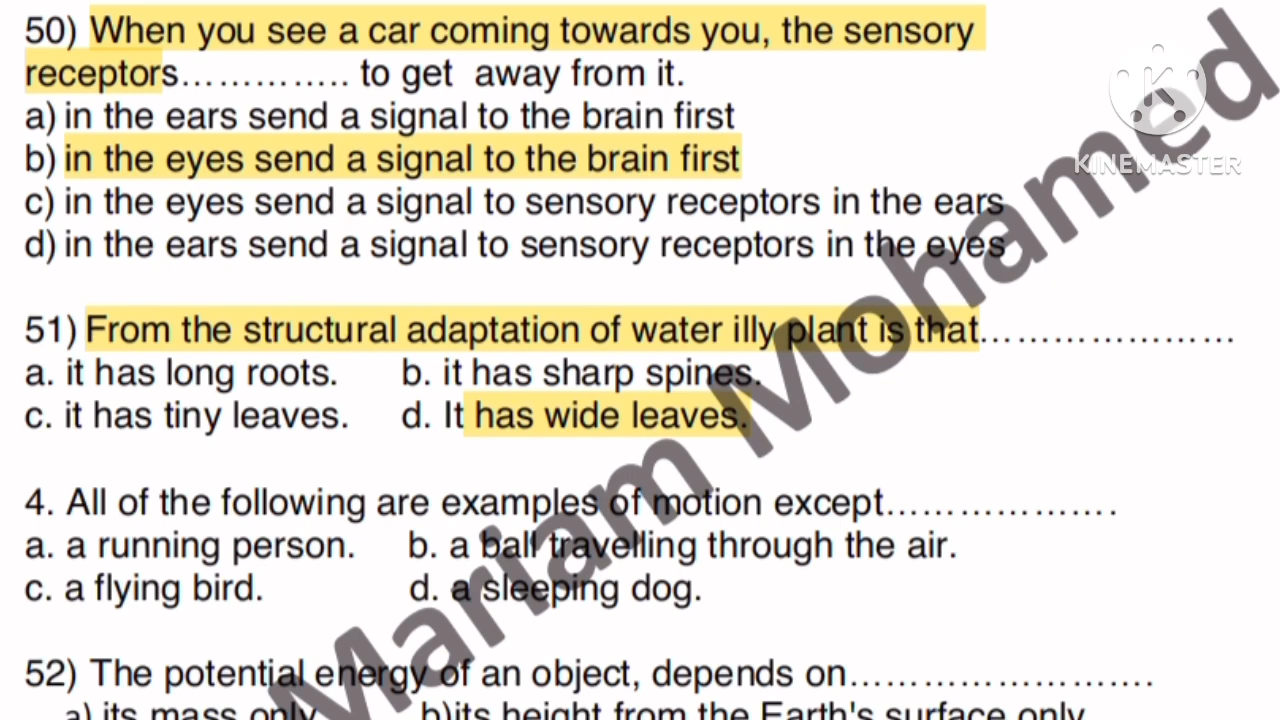 50) When you see a car coming towards you, the sensory
receptors………….. to get away from it.
a) in the ears send a signal to the brain first
b) in the eyes send a signal to the brain first
c) in the eyes send a signal to sensory receptors in the ears
d) in the ears send a signal to sensory receptors in the eyes
51) From the structural adaptation of water illy plant is that…………………
a. it has long roots. b. it has sharp spines.
c. it has tiny leaves. d. It has wide leaves.
4. All of the following are examples of motion except……………….
a. a running person. b. a ball travelling through the air.
c. a flying bird. d. a sleeping dog.
52) The potential energy of an object, depends on…………………….
a) its mass only b)its height from the Earth's surface only
Mariam Mohamed
K
KINEMASTER